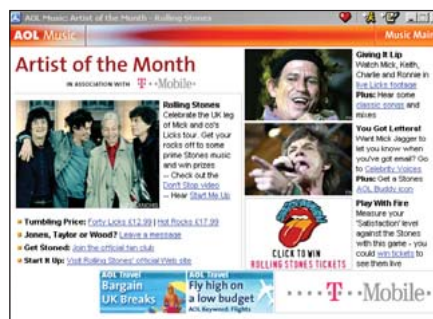 AOL Music: Artist of the Month - Rolling Stones
AOL Music
Music Main
Artist of the Month
IN ASSOCIATION WITH T··Mobile·
Rolling Stones
Celebrate the UK leg
of Mick and co's
Licks tour. Get your
rocks off to some
prime Stones music
and win prizes
-- Check out the
Don't Stop video
-- Hear Start Me Up
Tumbling Price: Forty Licks £12.99 | Hot Rocks £17.99
Jones, Taylor or Wood? Leave a message
Get Stoned: Join the official fan club
Start It Up: Visit Rolling Stones' official Web site
Giving It Lip
Watch Mick, Keith,
Charlie and Ronnie in
live Licks footage
Plus: Hear some
classic songs and
mixes
You Got Letters!
Want Mick Jagger to
let you know when
you've got email? Go
to Celebrity Voices
Plus: Get a Stones
AOL Buddy icon
CLICK TO WIN
ROLLING STONES TICKETS
Play With Fire
Measure your
'Satisfaction' level
against the Stones
with this game - you
could win tickets to
see them live
AOL Travel
Bargain
UK Breaks
AOL Travel
Fly high on
a low budget
AOL Keyword: Flights
····T··Mobile·